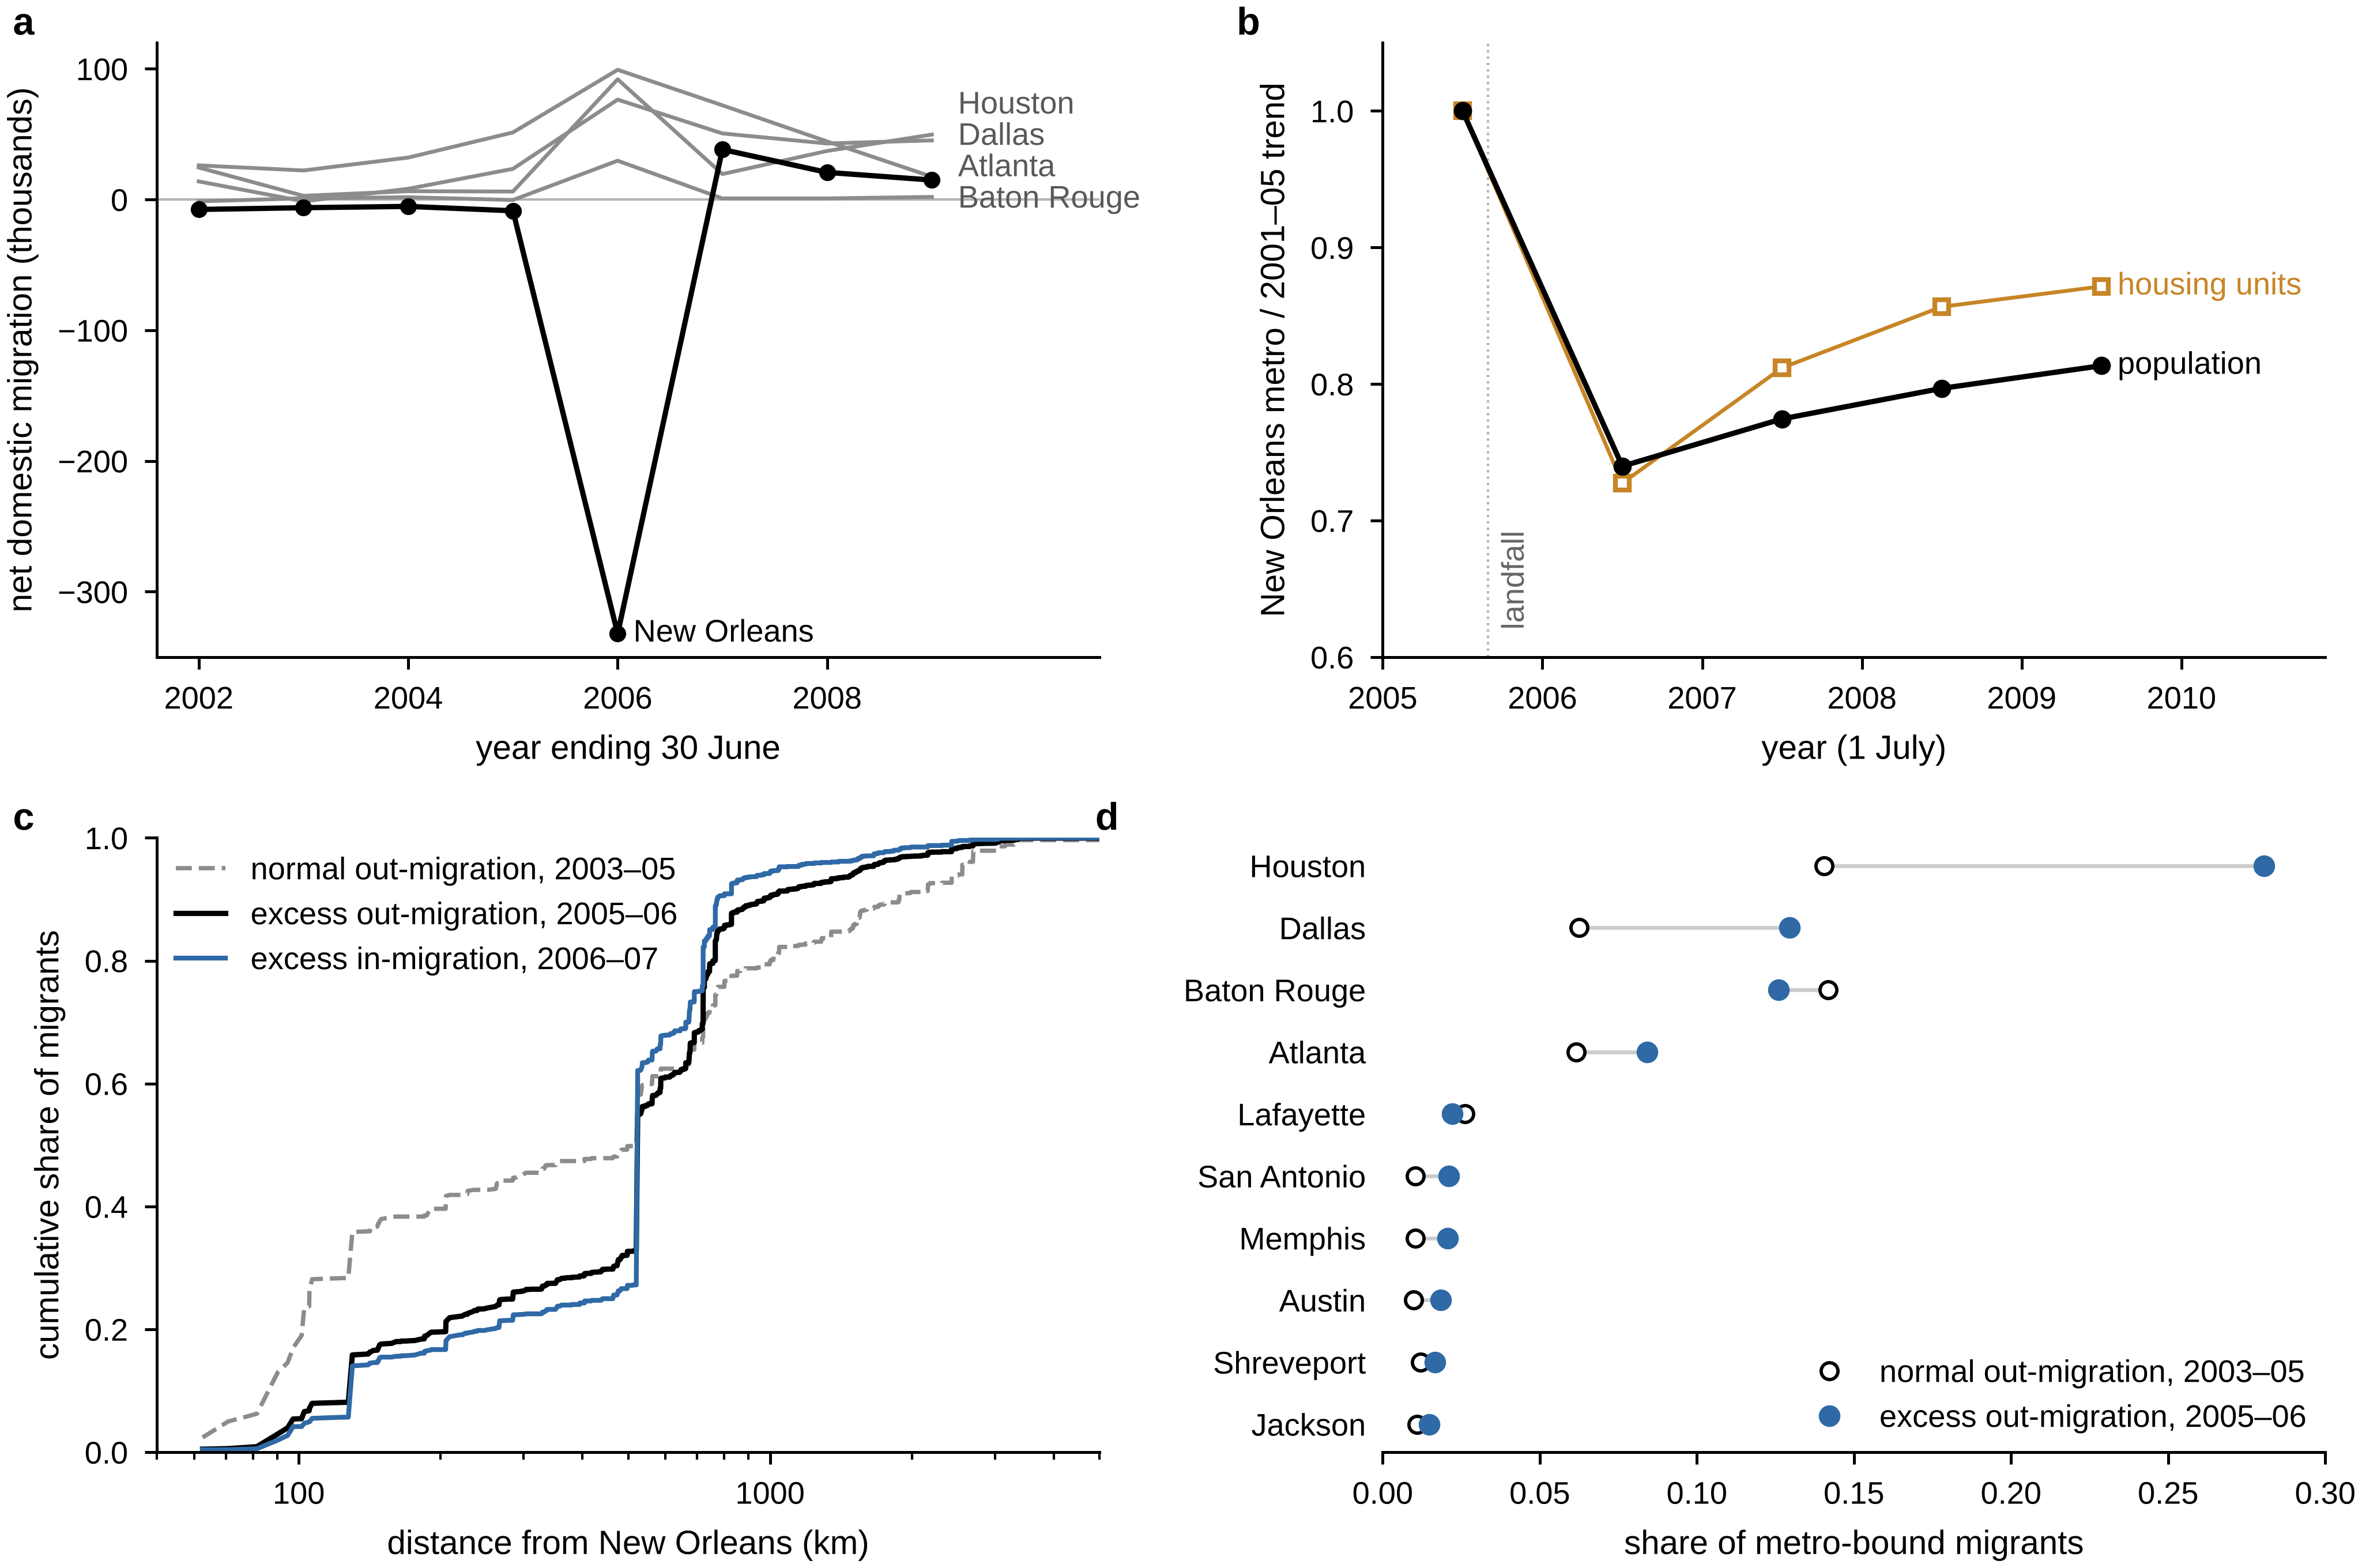 a
net domestic migration (thousands)
100
0
−100
−200
−300
Houston
Dallas
Atlanta
Baton Rouge
New Orleans
2002 2004 2006 2008
year ending 30 June
b
New Orleans metro / 2001–05 trend
1.0
0.9
0.8
0.7
0.6
housing units
population
landfall
2005 2006 2007 2008 2009 2010
year (1 July)
c
cumulative share of migrants
1.0
0.8
0.6
0.4
0.2
0.0
normal out-migration, 2003–05
excess out-migration, 2005–06
excess in-migration, 2006–07
100 1000
distance from New Orleans (km)
d
Houston
Dallas
Baton Rouge
Atlanta
Lafayette
San Antonio
Memphis
Austin
Shreveport
Jackson
normal out-migration, 2003–05
excess out-migration, 2005–06
0.00 0.05 0.10 0.15 0.20 0.25 0.30
share of metro-bound migrants